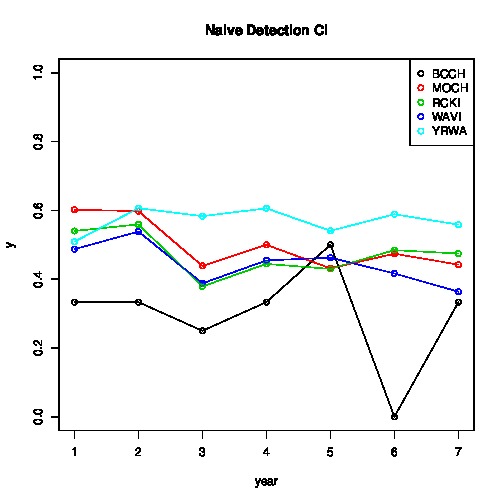 Naive Detection CI
BCCH
MOCH
RCKI
WAVI
YRWA
y
1.0
0.8
0.6
0.4
0.2
0.0
1 2 3 4 5 6 7
year